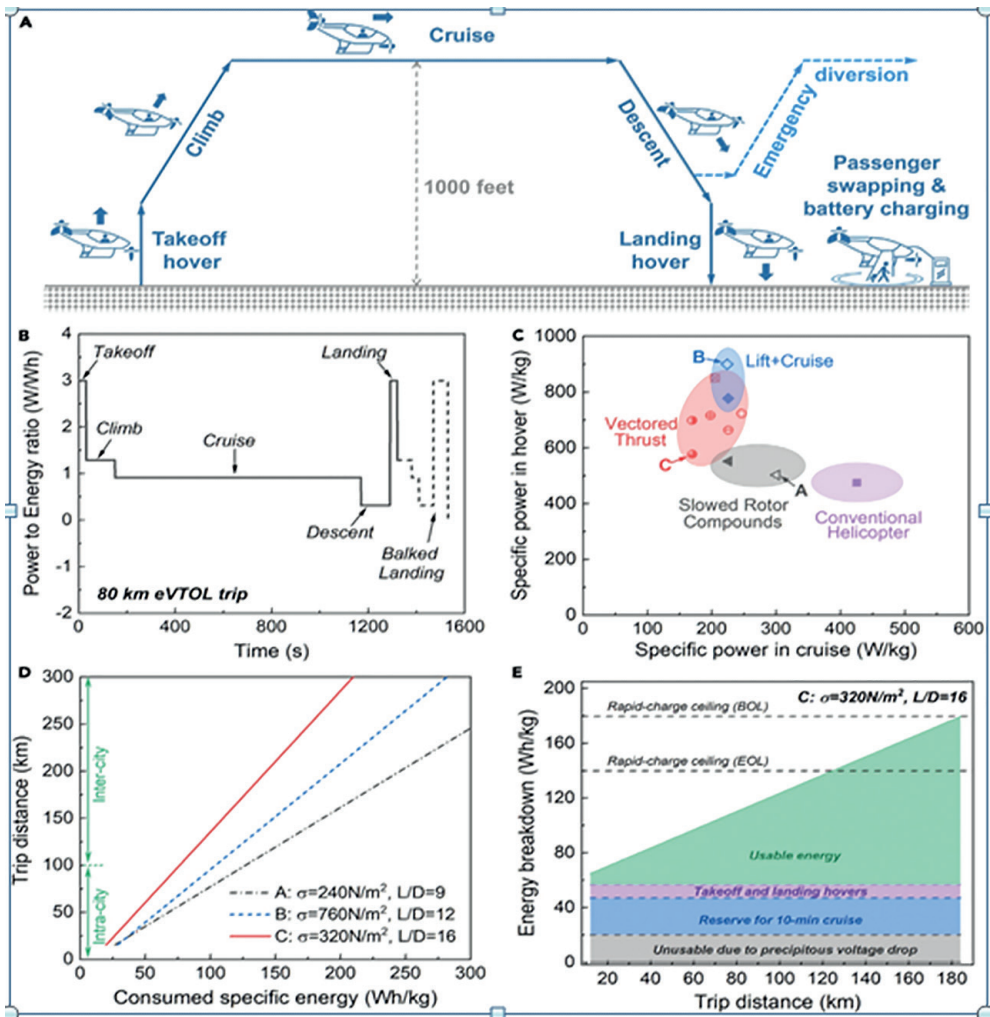 A
Cruise
diversion
Climb
Descent
Emergency
1000 feet
Passenger
swapping &
battery charging
Takeoff
hover
Landing
hover
B
4
3
2
1
0
-1
-2
Power to Energy ratio (W/Wh)
Takeoff
Landing
Climb
Cruise
Descent
Balked
Landing
80 km eVTOL trip
0
400
800
1200
1600
Time (s)
C
1000
800
600
400
200
0
Specific power in hover (W/kg)
B
Lift+Cruise
Vectored
Thrust
C
A
Slowed Rotor
Compounds
Conventional
Helicopter
0
100
200
300
400
500
600
Specific power in cruise (W/kg)
D
300
250
200
150
100
50
0
Trip distance (km)
Inter-city
Intra-city
A: σ=240N/m², L/D=9
B: σ=760N/m², L/D=12
C: σ=320N/m², L/D=16
0
50
100
150
200
250
300
Consumed specific energy (Wh/kg)
E
200
160
120
80
40
0
Energy breakdown (Wh/kg)
C: σ=320N/m², L/D=16
Rapid-charge ceiling (BOL)
Rapid-charge ceiling (EOL)
Usable energy
Takeoff and landing hovers
Reserve for 10-min cruise
Unusable due to precipitous voltage drop
20
40
60
80
100
120
140
160
180
Trip distance (km)